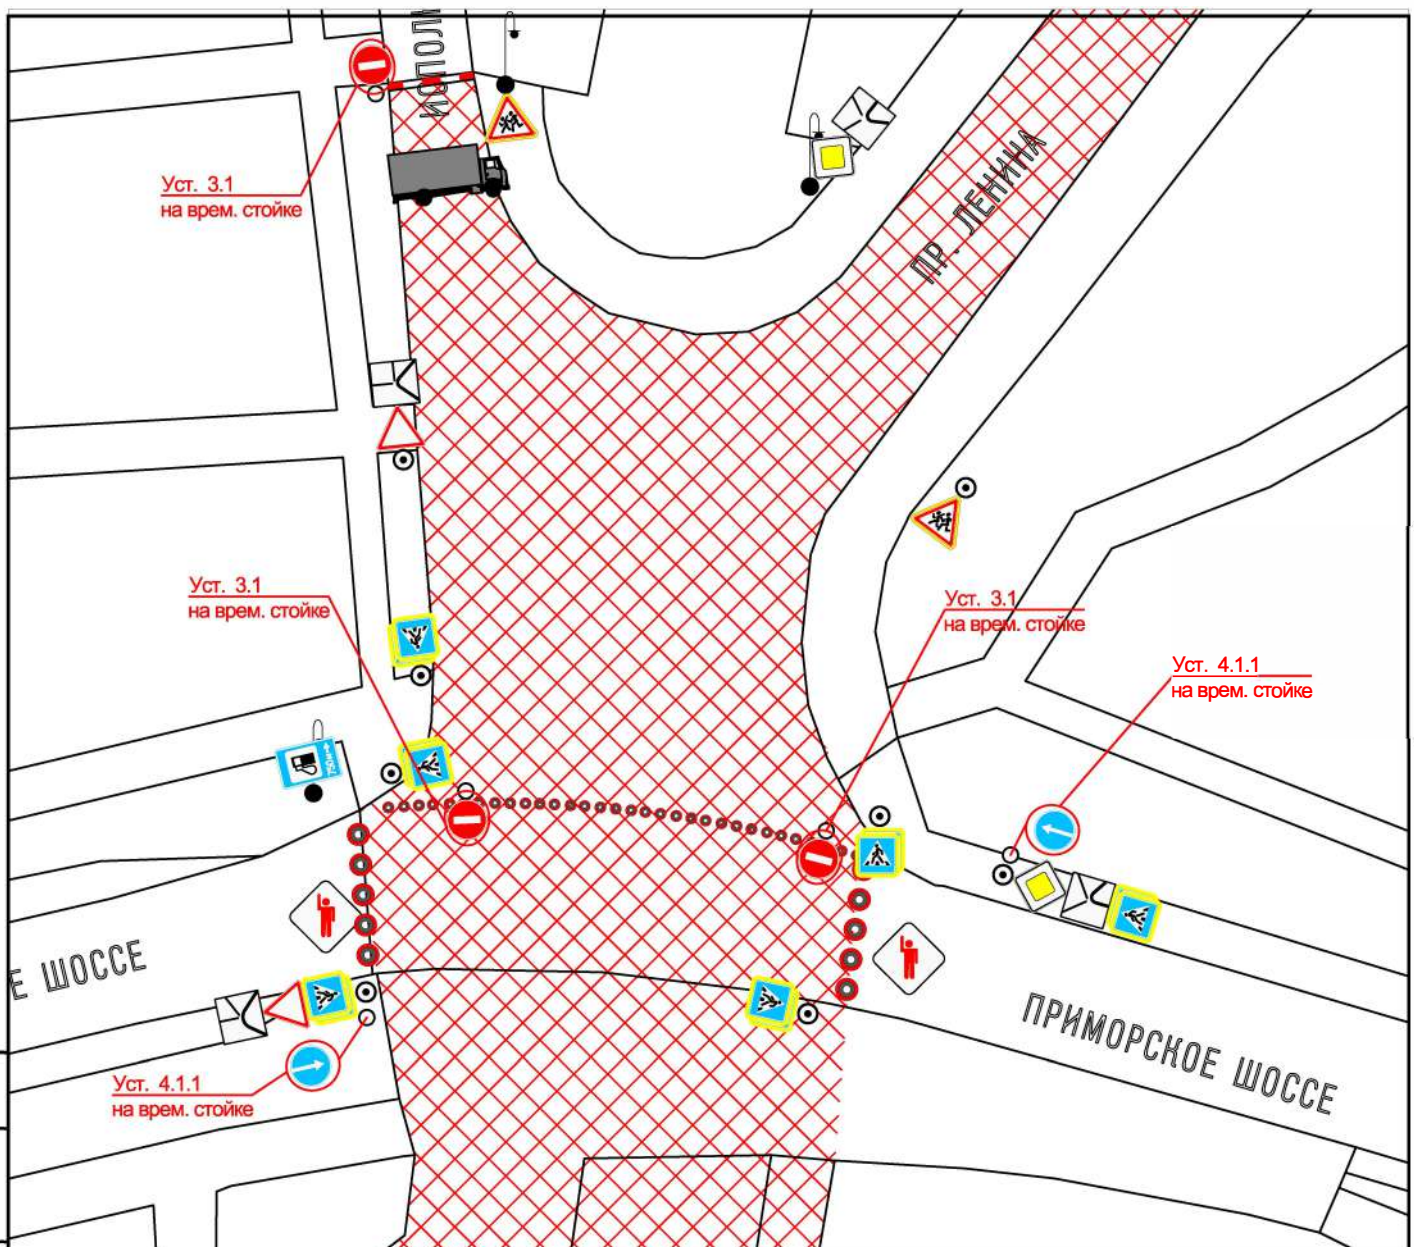 Уст. 3.1
на врем. стойке
ПР. ЛЕНИНА
Уст. 3.1
на врем. стойке
Уст. 3.1
на врем. стойке
Уст. 4.1.1
на врем. стойке
750м
Е ШОССЕ
ПРИМОРСКОЕ ШОССЕ
Уст. 4.1.1
на врем. стойке